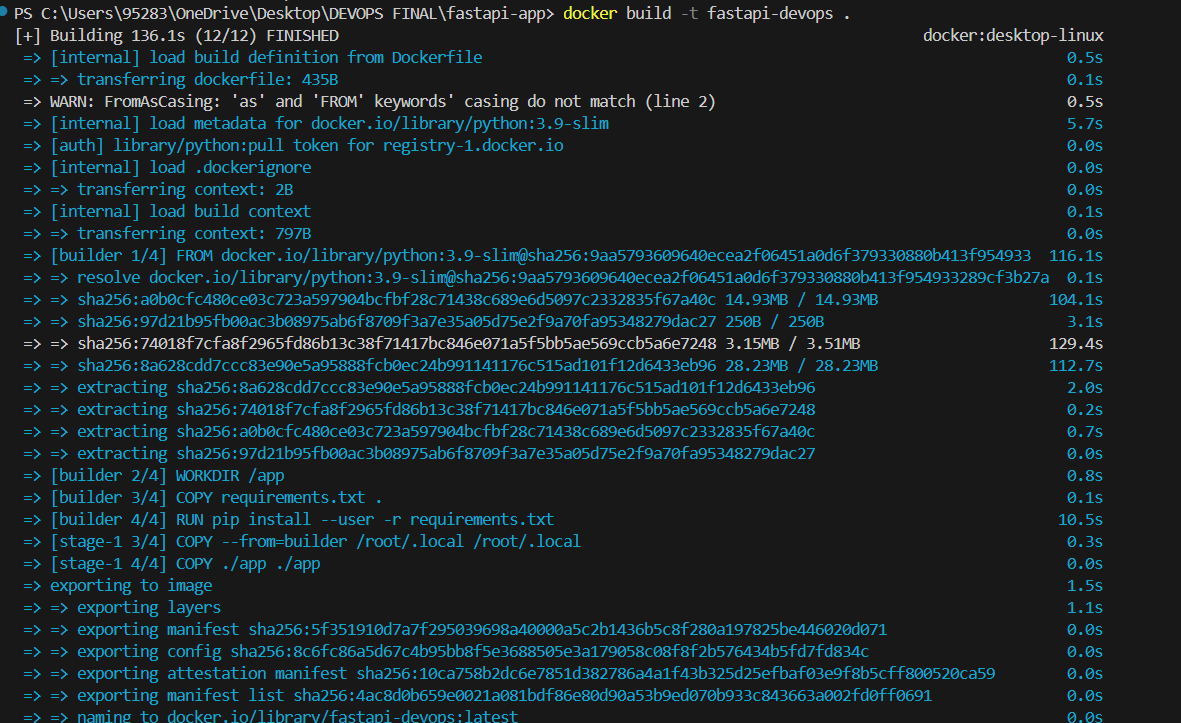 PS C:\Users\95283\OneDrive\Desktop\DEVOPS FINAL\fastapi-app> docker build -t fastapi-devops .
[+] Building 136.1s (12/12) FINISHED docker:desktop-linux
=> [internal] load build definition from Dockerfile 0.5s
=> => transferring dockerfile: 435B 0.1s
=> WARN: FromAsCasing: 'as' and 'FROM' keywords' casing do not match (line 2) 0.5s
=> [internal] load metadata for docker.io/library/python:3.9-slim 5.7s
=> [auth] library/python:pull token for registry-1.docker.io 0.0s
=> [internal] load .dockerignore 0.0s
=> => transferring context: 2B 0.0s
=> [internal] load build context 0.1s
=> => transferring context: 797B 0.0s
=> [builder 1/4] FROM docker.io/library/python:3.9-slim@sha256:9aa5793609640ecea2f06451a0d6f379330880b413f954933 116.1s
=> => resolve docker.io/library/python:3.9-slim@sha256:9aa5793609640ecea2f06451a0d6f379330880b413f954933289cf3b27a 0.1s
=> => sha256:a0b0cfc480ce03c723a597904bcfbf28c71438c689e6d5097c2332835f67a40c 14.93MB / 14.93MB 104.1s
=> => sha256:97d21b95fb00ac3b08975ab6f8709f3a7e35a05d75e2f9a70fa95348279dac27 250B / 250B 3.1s
=> => sha256:74018f7cfa8f2965fd86b13c38f71417bc846e071a5f5bb5ae569ccb5a6e7248 3.15MB / 3.51MB 129.4s
=> => sha256:8a628cdd7ccc83e90e5a95888fcb0ec24b991141176c515ad101f12d6433eb96 28.23MB / 28.23MB 112.7s
=> => extracting sha256:8a628cdd7ccc83e90e5a95888fcb0ec24b991141176c515ad101f12d6433eb96 2.0s
=> => extracting sha256:74018f7cfa8f2965fd86b13c38f71417bc846e071a5f5bb5ae569ccb5a6e7248 0.2s
=> => extracting sha256:a0b0cfc480ce03c723a597904bcfbf28c71438c689e6d5097c2332835f67a40c 0.7s
=> => extracting sha256:97d21b95fb00ac3b08975ab6f8709f3a7e35a05d75e2f9a70fa95348279dac27 0.0s
=> [builder 2/4] WORKDIR /app 0.8s
=> [builder 3/4] COPY requirements.txt . 0.1s
=> [builder 4/4] RUN pip install --user -r requirements.txt 10.5s
=> [stage-1 3/4] COPY --from=builder /root/.local /root/.local 0.3s
=> [stage-1 4/4] COPY ./app ./app 0.0s
=> exporting to image 1.5s
=> => exporting layers 1.1s
=> => exporting manifest sha256:5f351910d7a7f295039698a40000a5c2b1436b5c8f280a197825be446020d071 0.0s
=> => exporting config sha256:8c6fc86a5d67c4b95bb8f5e3688505e3a179058c08f8f2b576434b5fd7fd834c 0.0s
=> => exporting attestation manifest sha256:10ca758b2dc6e7851d382786a4a1f43b325d25efbaf03e9f8b5cff800520ca59 0.0s
=> => exporting manifest list sha256:4ac8d0b659e0021a081bdf86e80d90a53b9ed070b933c843663a002fd0ff0691 0.0s
=> => naming to docker.io/library/fastapi-devops:latest 0.0s